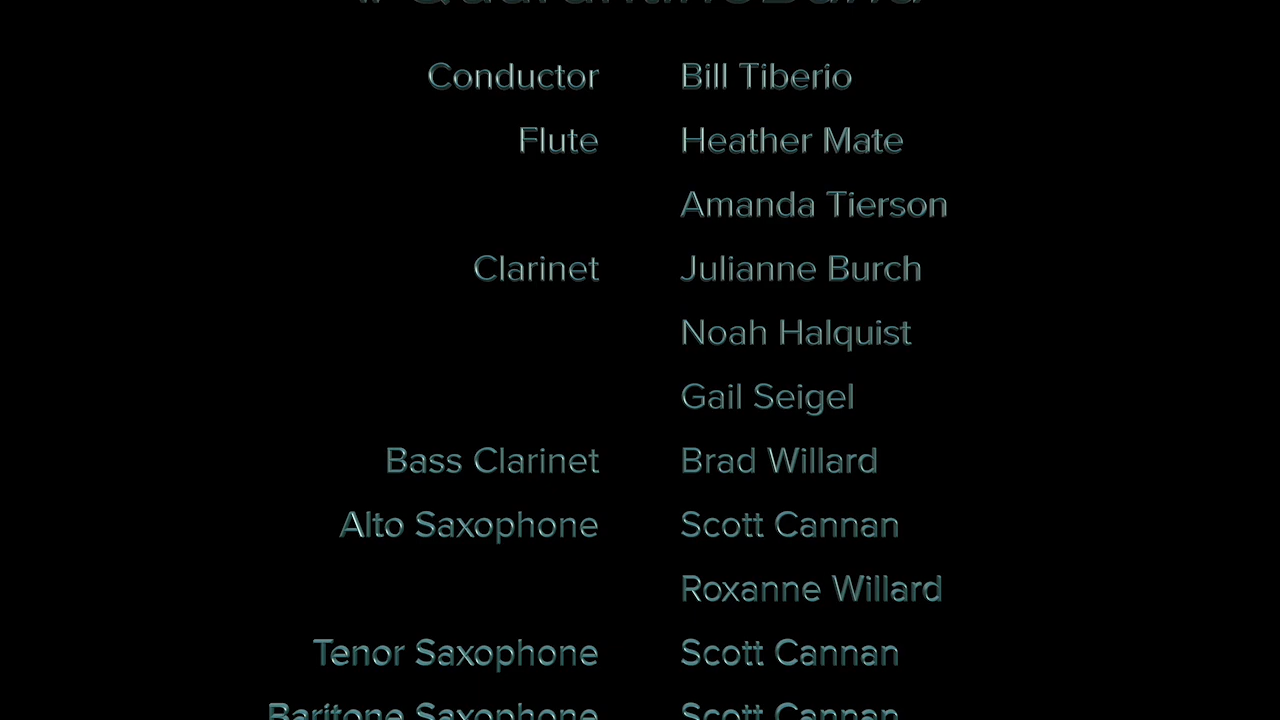 #QuarantineBand
Conductor Bill Tiberio
Flute Heather Mate
Amanda Tierson
Clarinet Julianne Burch
Noah Halquist
Gail Seigel
Bass Clarinet Brad Willard
Alto Saxophone Scott Cannan
Roxanne Willard
Tenor Saxophone Scott Cannan
Baritone Saxophone Scott Cannan